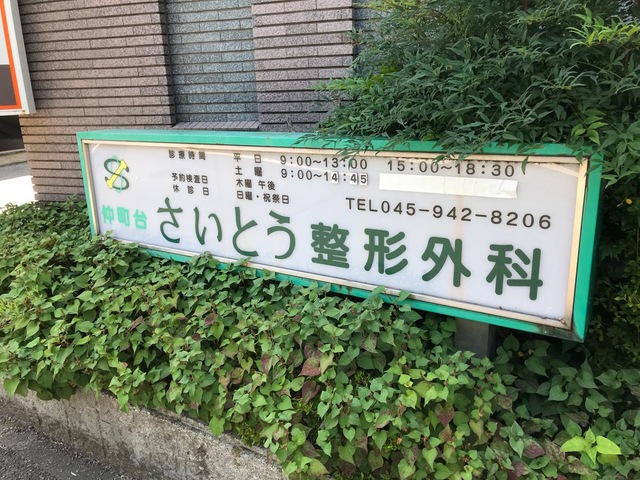 診療時間 平日 9:00～13:00 15:00～18:30
土曜 9:00～14:45
予約検査日 木曜 午後
休診日 日曜・祝祭日
TEL045-942-8206
仲町台 さいとう整形外科